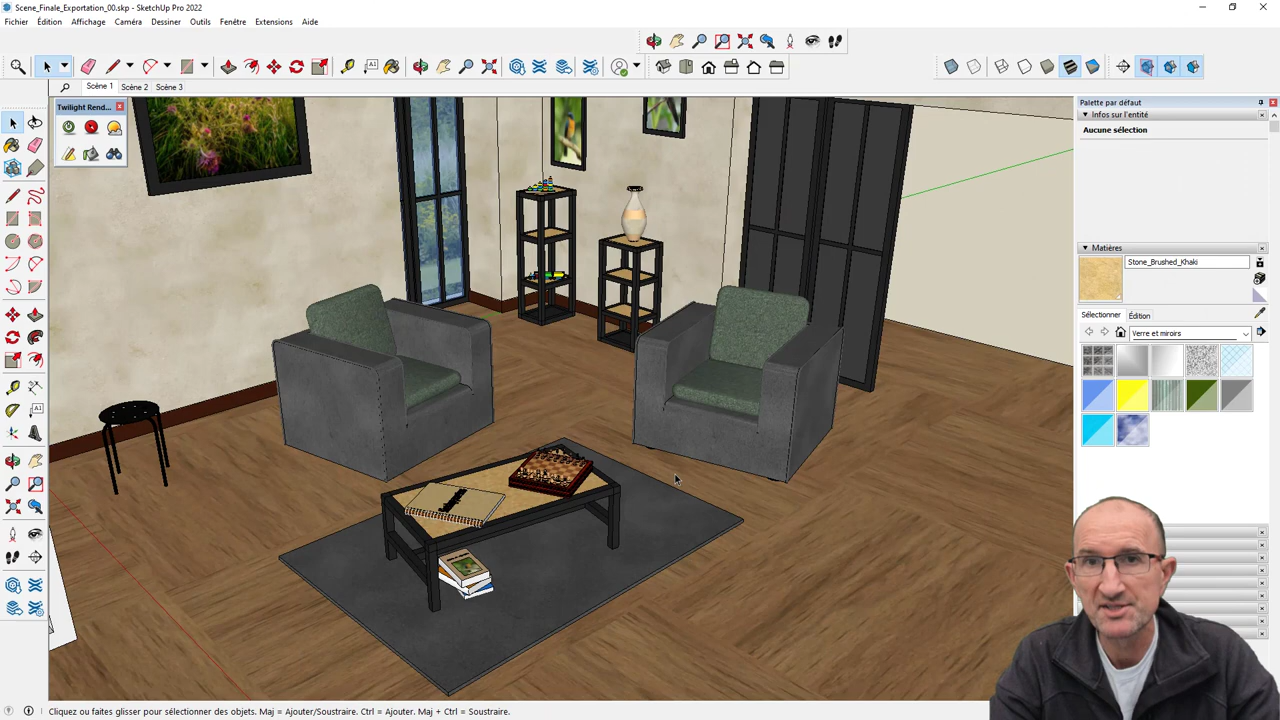 Scene_Finale_Exportation_00.skp - SketchUp Pro 2022
Fichier Édition Affichage Caméra Dessiner Outils Fenêtre Extensions Aide
Scène 1 Scène 2 Scène 3
Twilight Rend...
Palette par défaut
Infos sur l'entité
Aucune sélection
Matières
Stone_Brushed_Khaki
Sélectionner Édition
Verre et miroirs
Cliquez ou faites glisser pour sélectionner des objets. Maj = Ajouter/Soustraire. Ctrl = Ajouter. Maj + Ctrl = Soustraire.